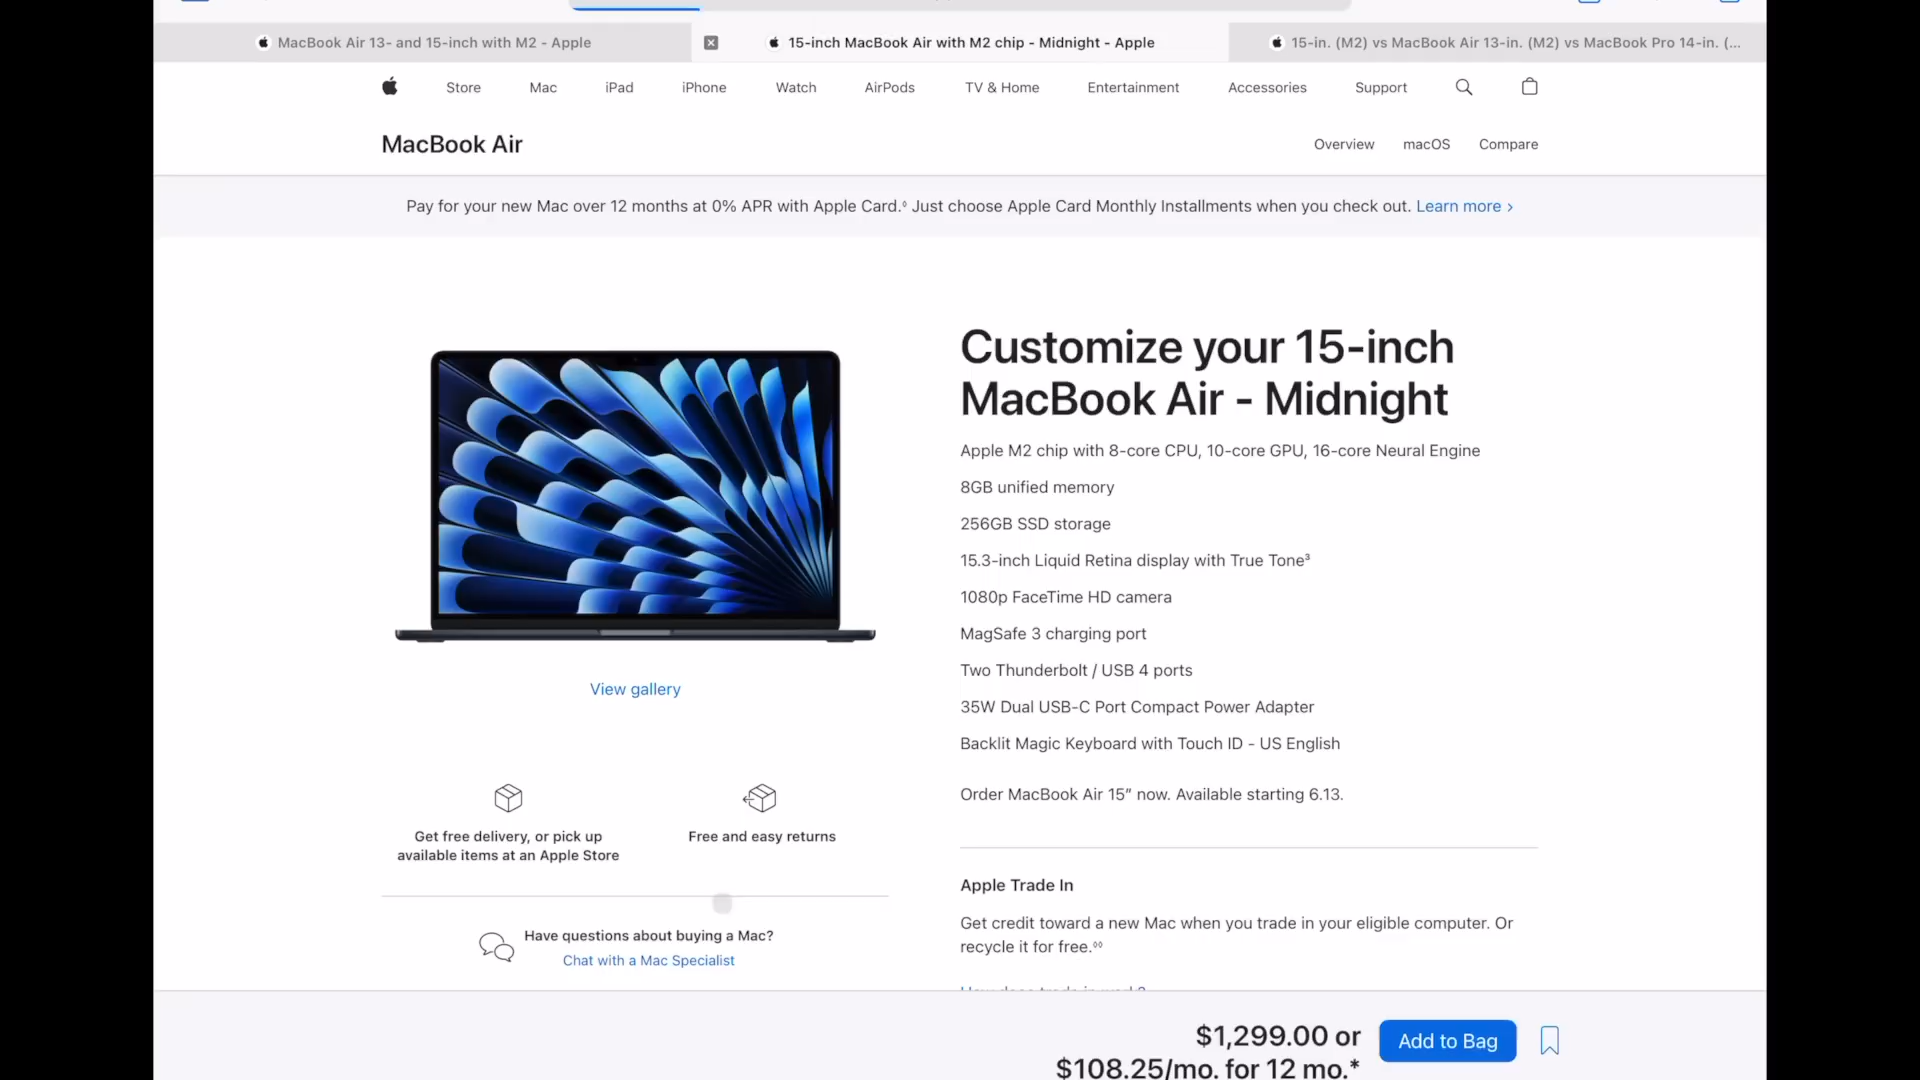 MacBook Air 13- and 15-inch with M2 - Apple
15-inch MacBook Air with M2 chip - Midnight - Apple
15-in. (M2) vs MacBook Air 13-in. (M2) vs MacBook Pro 14-in. (...
Store Mac iPad iPhone Watch AirPods TV & Home Entertainment Accessories Support
MacBook Air
Overview macOS Compare
Pay for your new Mac over 12 months at 0% APR with Apple Card.◊ Just choose Apple Card Monthly Installments when you check out. Learn more >
Customize your 15-inch
MacBook Air - Midnight
Apple M2 chip with 8-core CPU, 10-core GPU, 16-core Neural Engine
8GB unified memory
256GB SSD storage
15.3-inch Liquid Retina display with True Tone³
1080p FaceTime HD camera
MagSafe 3 charging port
Two Thunderbolt / USB 4 ports
35W Dual USB-C Port Compact Power Adapter
Backlit Magic Keyboard with Touch ID - US English
Order MacBook Air 15″ now. Available starting 6.13.
View gallery
Get free delivery, or pick up
available items at an Apple Store
Free and easy returns
Have questions about buying a Mac?
Chat with a Mac Specialist
Apple Trade In
Get credit toward a new Mac when you trade in your eligible computer. Or
recycle it for free.◊◊
$1,299.00 or
$108.25/mo. for 12 mo.*
Add to Bag